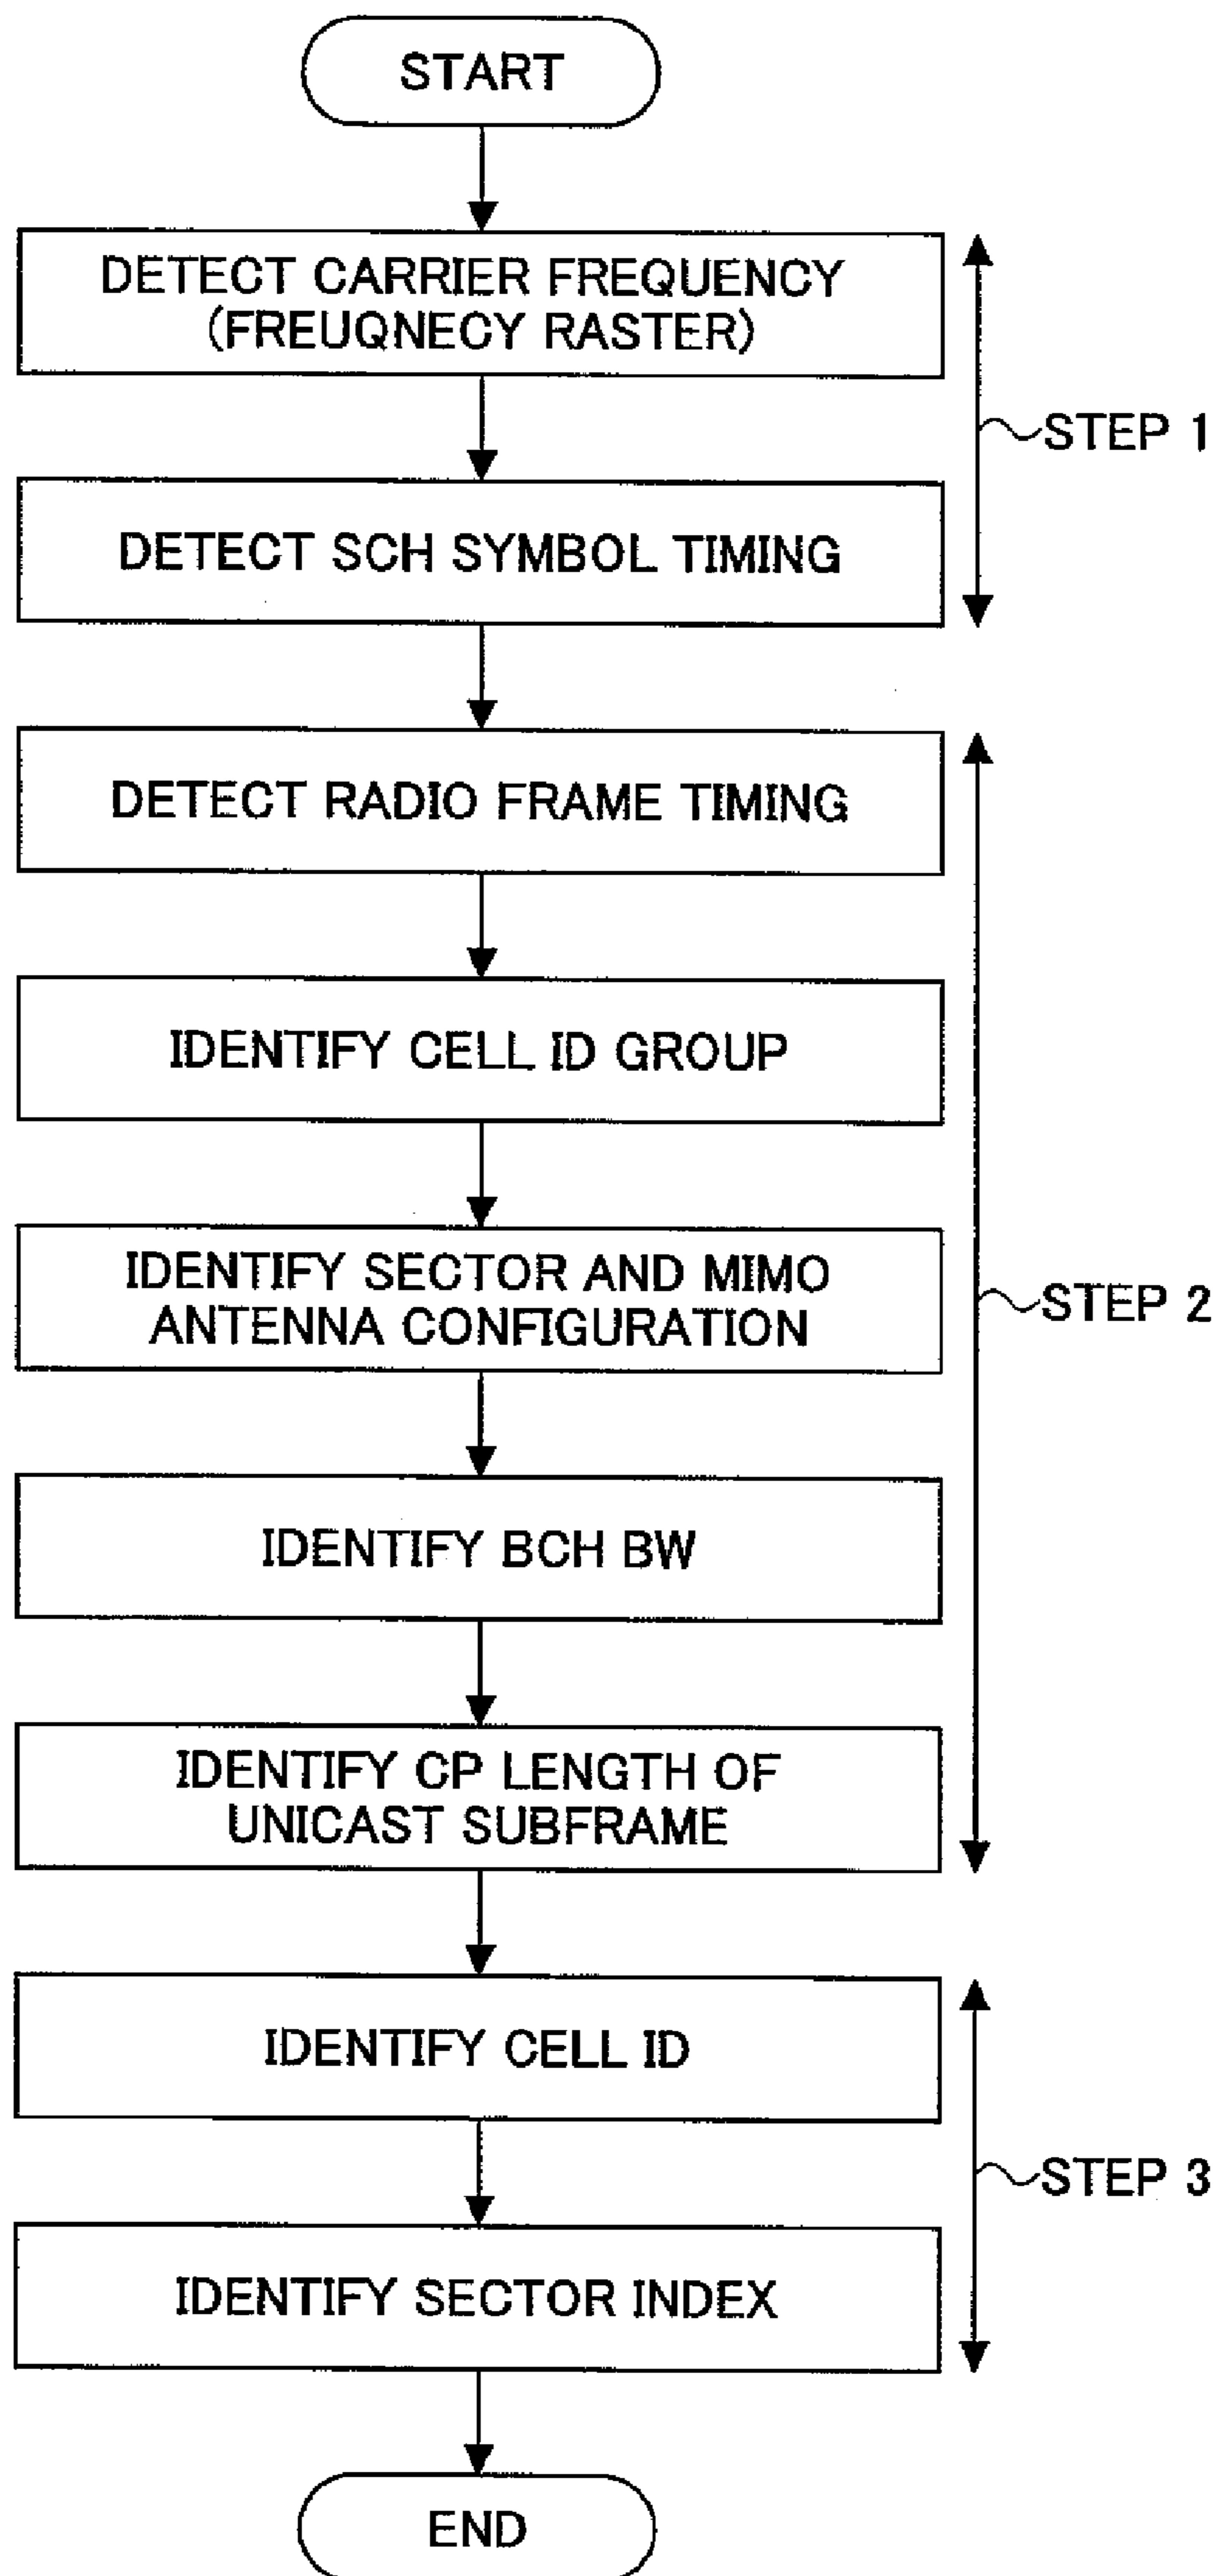 START
DETECT CARRIER FREQUENCY
(FREUQNECY RASTER)
STEP 1
DETECT SCH SYMBOL TIMING
DETECT RADIO FRAME TIMING
IDENTIFY CELL ID GROUP
IDENTIFY SECTOR AND MIMO
ANTENNA CONFIGURATION
STEP 2
IDENTIFY BCH BW
IDENTIFY CP LENGTH OF
UNICAST SUBFRAME
IDENTIFY CELL ID
STEP 3
IDENTIFY SECTOR INDEX
END